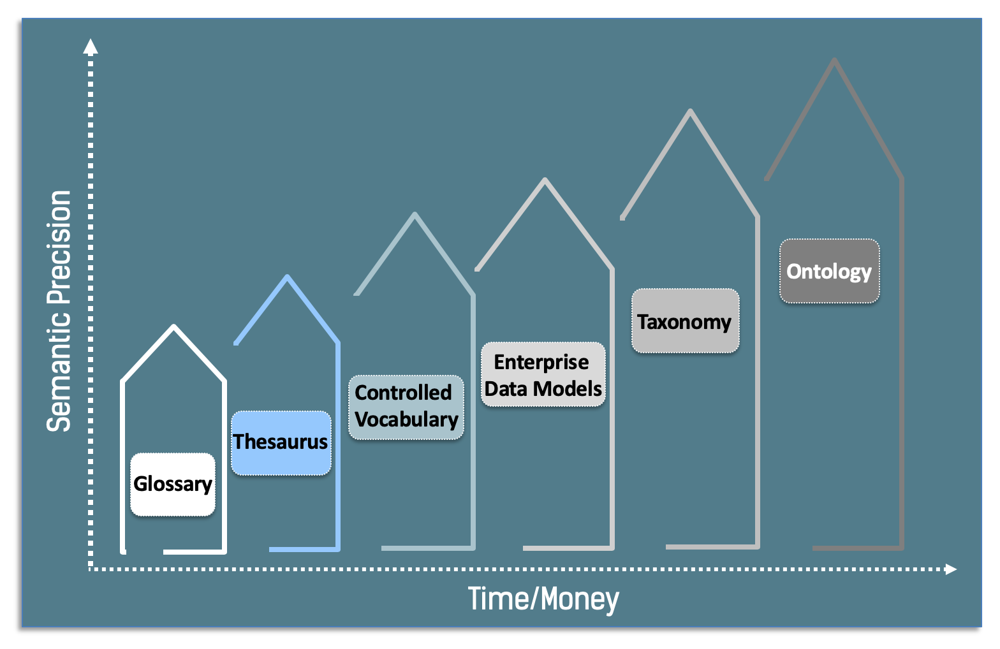 Semantic Precision
Glossary
Thesaurus
Controlled
Vocabulary
Enterprise
Data Models
Taxonomy
Ontology
Time/Money